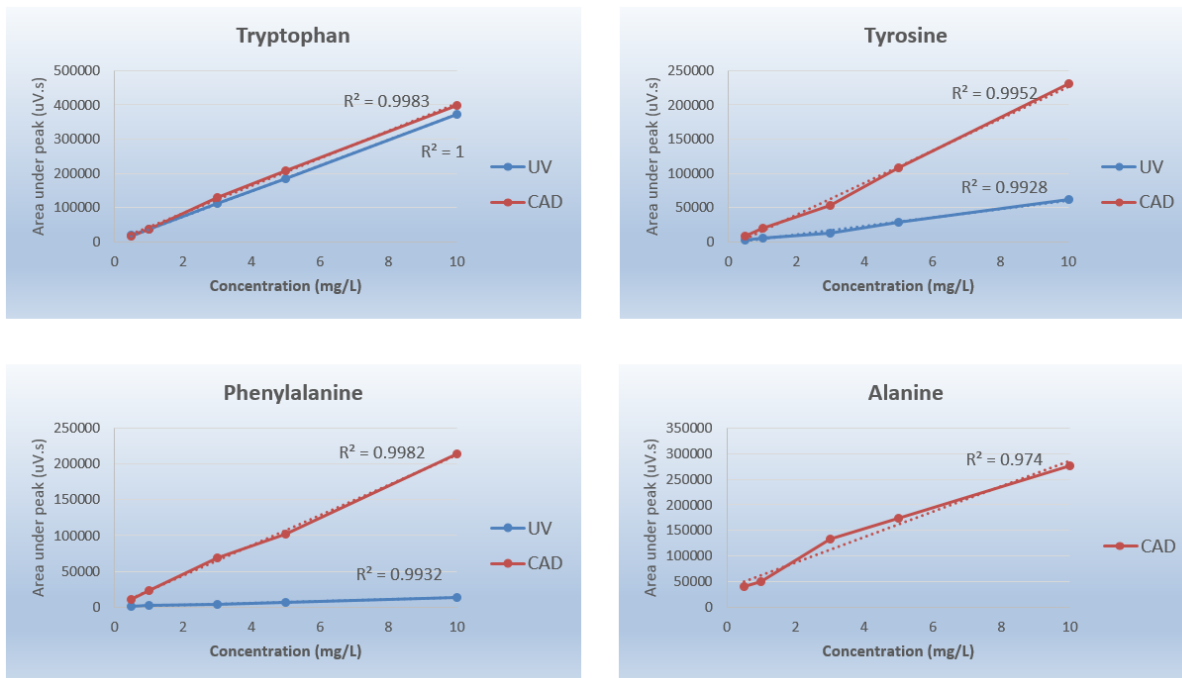 Tryptophan
Area under peak (uV.s)
500000
400000
300000
200000
100000
0
R² = 0.9983
R² = 1
UV
CAD
0 2 4 6 8 10
Concentration (mg/L)
Tyrosine
Area under peak (uV.s)
250000
200000
150000
100000
50000
0
R² = 0.9952
R² = 0.9928
UV
CAD
0 2 4 6 8 10
Concentration (mg/L)
Phenylalanine
Area under peak (uV.s)
250000
200000
150000
100000
50000
0
R² = 0.9982
R² = 0.9932
UV
CAD
0 2 4 6 8 10
Concentration (mg/L)
Alanine
Area under peak (uV.s)
350000
300000
250000
200000
150000
100000
50000
0
R² = 0.974
CAD
0 2 4 6 8 10
Concentration (mg/L)